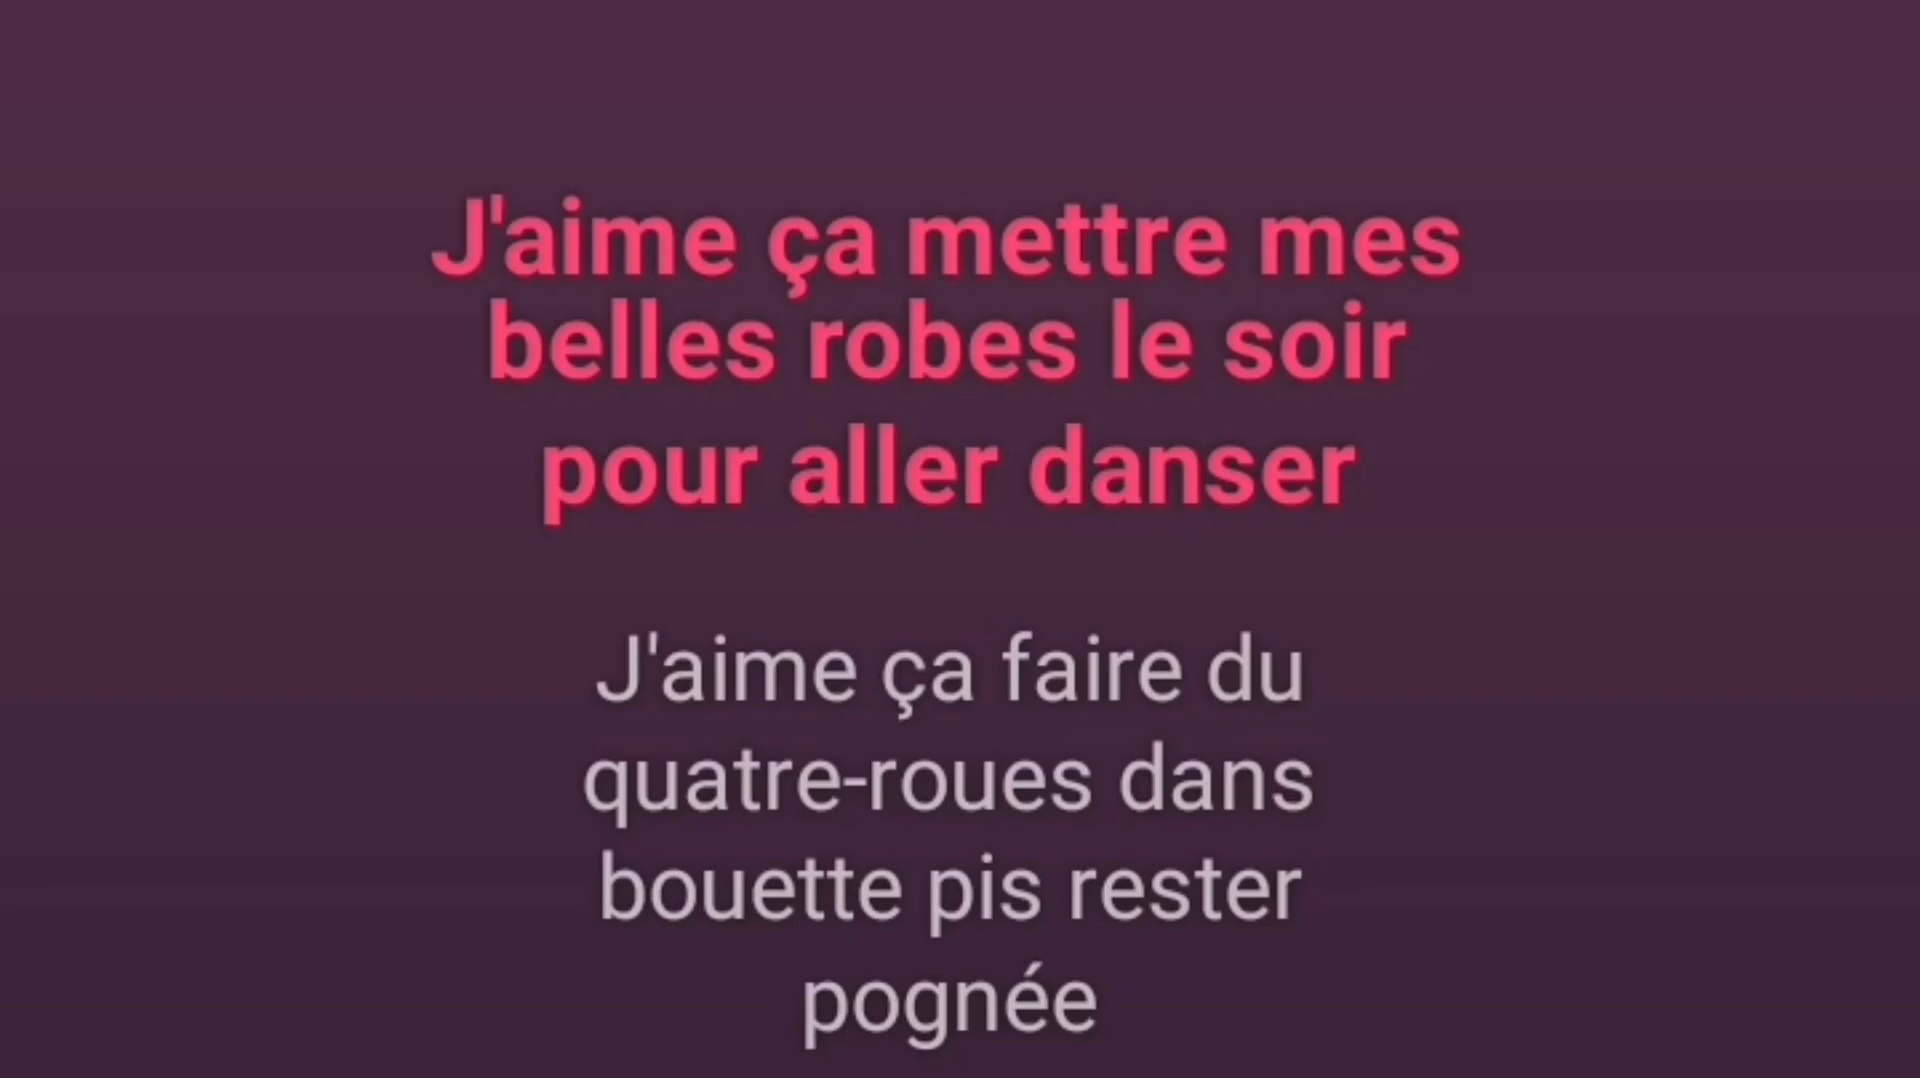 J'aime ça mettre mes
belles robes le soir
pour aller danser
J'aime ça faire du
quatre-roues dans
bouette pis rester
pognée